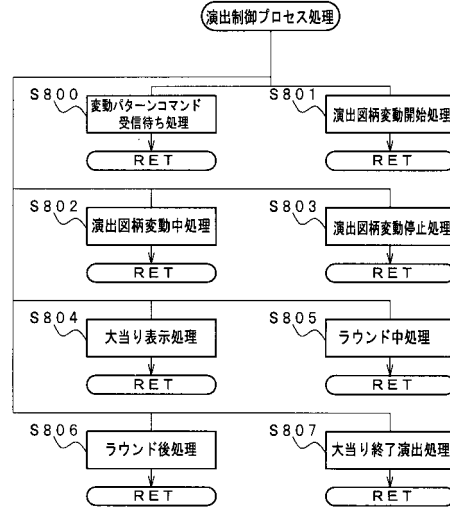 演出制御プロセス処理
S800
変動パターンコマンド
受信待ち処理
RET
S801
演出図柄変動開始処理
RET
S802
演出図柄変動中処理
RET
S803
演出図柄変動停止処理
RET
S804
大当り表示処理
RET
S805
ラウンド中処理
RET
S806
ラウンド後処理
RET
S807
大当り終了演出処理
RET